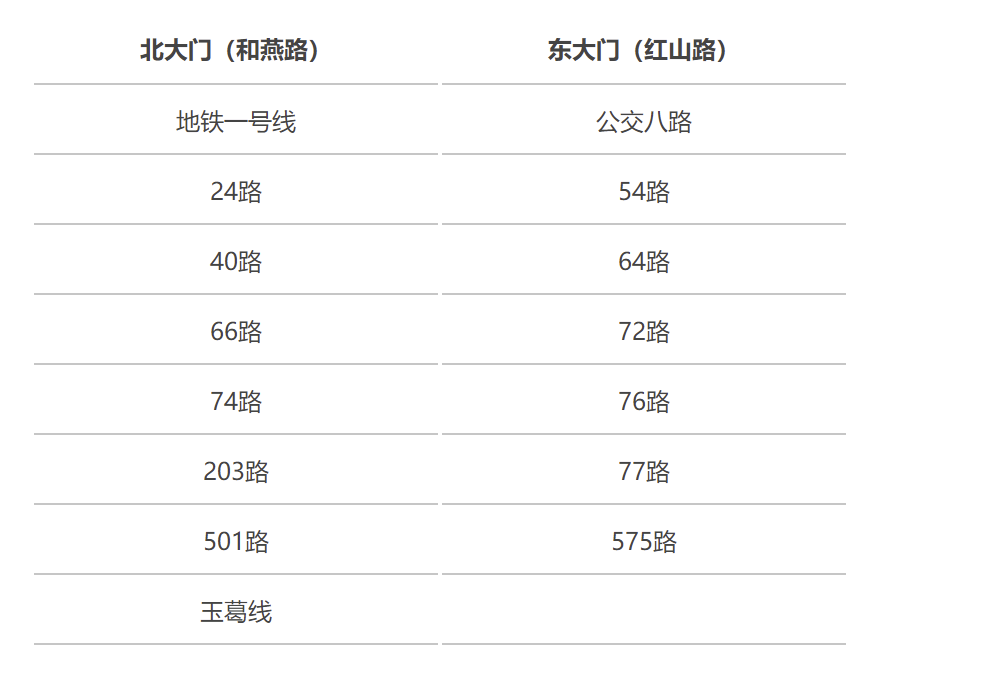 北大门（和燕路） 东大门（红山路）
地铁一号线 公交八路
24路 54路
40路 64路
66路 72路
74路 76路
203路 77路
501路 575路
玉葛线